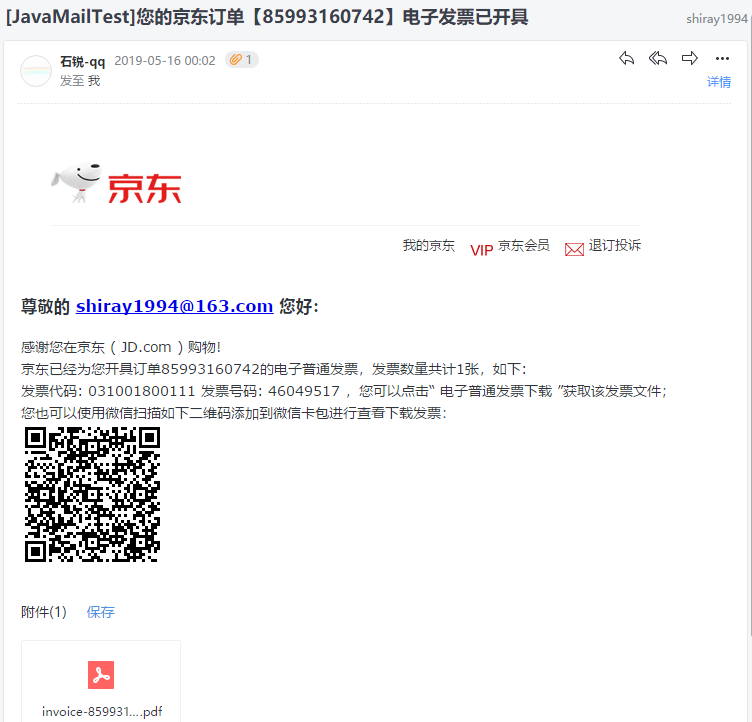 [JavaMailTest]您的京东订单【85993160742】电子发票已开具
shiray1994
石锐-qq 2019-05-16 00:02 1
发至 我
详情
京东
我的京东 VIP 京东会员 退订投诉
尊敬的 shiray1994@163.com 您好：
感谢您在京东（JD.com）购物！
京东已经为您开具订单85993160742的电子普通发票，发票数量共计1张，如下：
发票代码：031001800111 发票号码：46049517 ，您可以点击“ 电子普通发票下载 ”获取该发票文件；
您也可以使用微信扫描如下二维码添加到微信卡包进行查看下载发票：
附件(1) 保存
invoice-859931....pdf